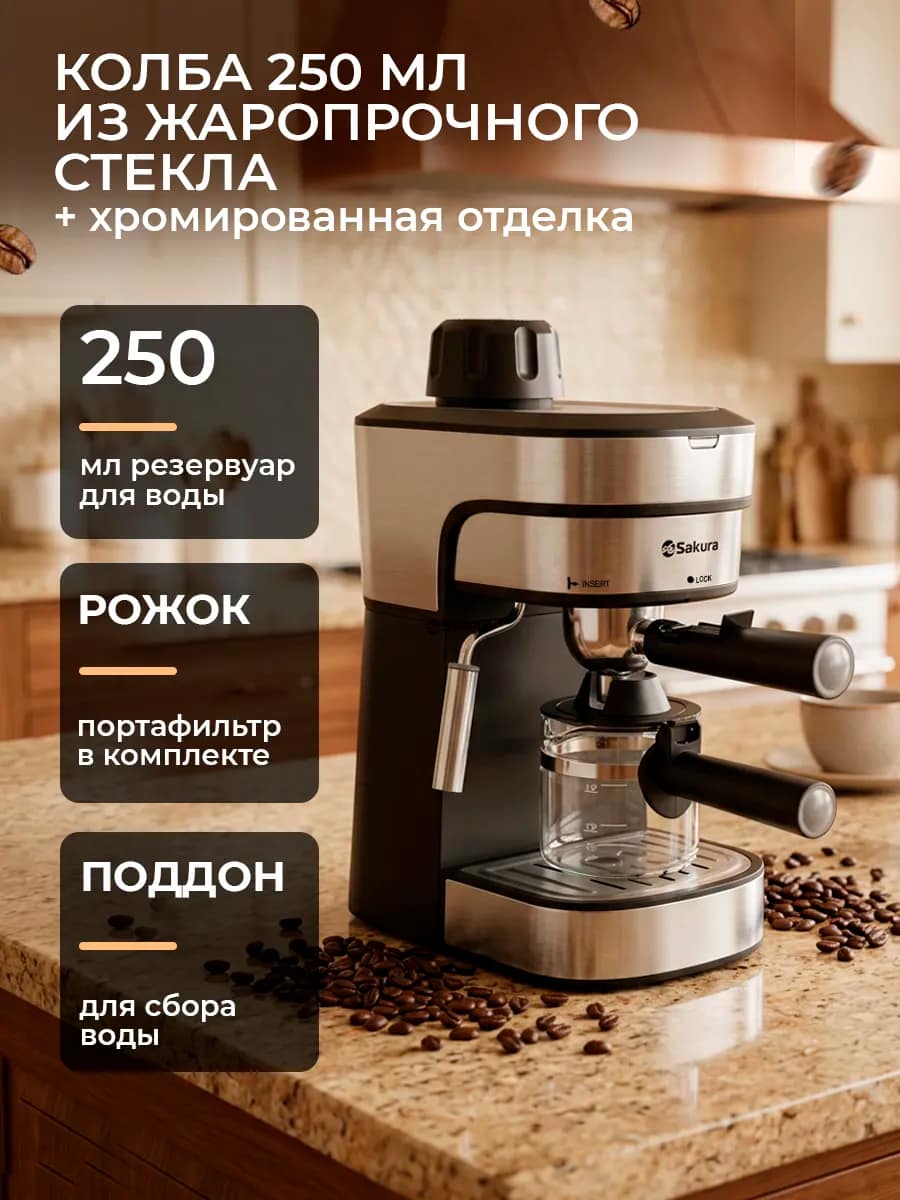 КОЛБА 250 МЛ
ИЗ ЖАРОПРОЧНОГО
СТЕКЛА
+ хромированная отделка
250
мл резервуар
для воды
Sakura
INSERT
LOCK
РОЖОК
портафильтр
в комплекте
ПОДДОН
для сбора
воды